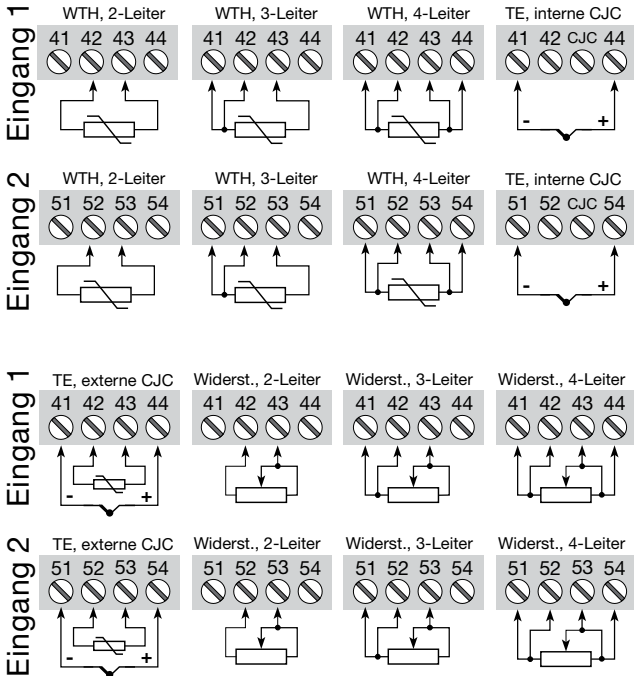 Eingang 1
WTH, 2-Leiter
41 42 43 44
WTH, 3-Leiter
41 42 43 44
WTH, 4-Leiter
41 42 43 44
TE, interne CJC
41 42 CJC 44
- +
Eingang 2
WTH, 2-Leiter
51 52 53 54
WTH, 3-Leiter
51 52 53 54
WTH, 4-Leiter
51 52 53 54
TE, interne CJC
51 52 CJC 54
- +
Eingang 1
TE, externe CJC
41 42 43 44
- +
Widerst., 2-Leiter
41 42 43 44
Widerst., 3-Leiter
41 42 43 44
Widerst., 4-Leiter
41 42 43 44
Eingang 2
TE, externe CJC
51 52 53 54
- +
Widerst., 2-Leiter
51 52 53 54
Widerst., 3-Leiter
51 52 53 54
Widerst., 4-Leiter
51 52 53 54